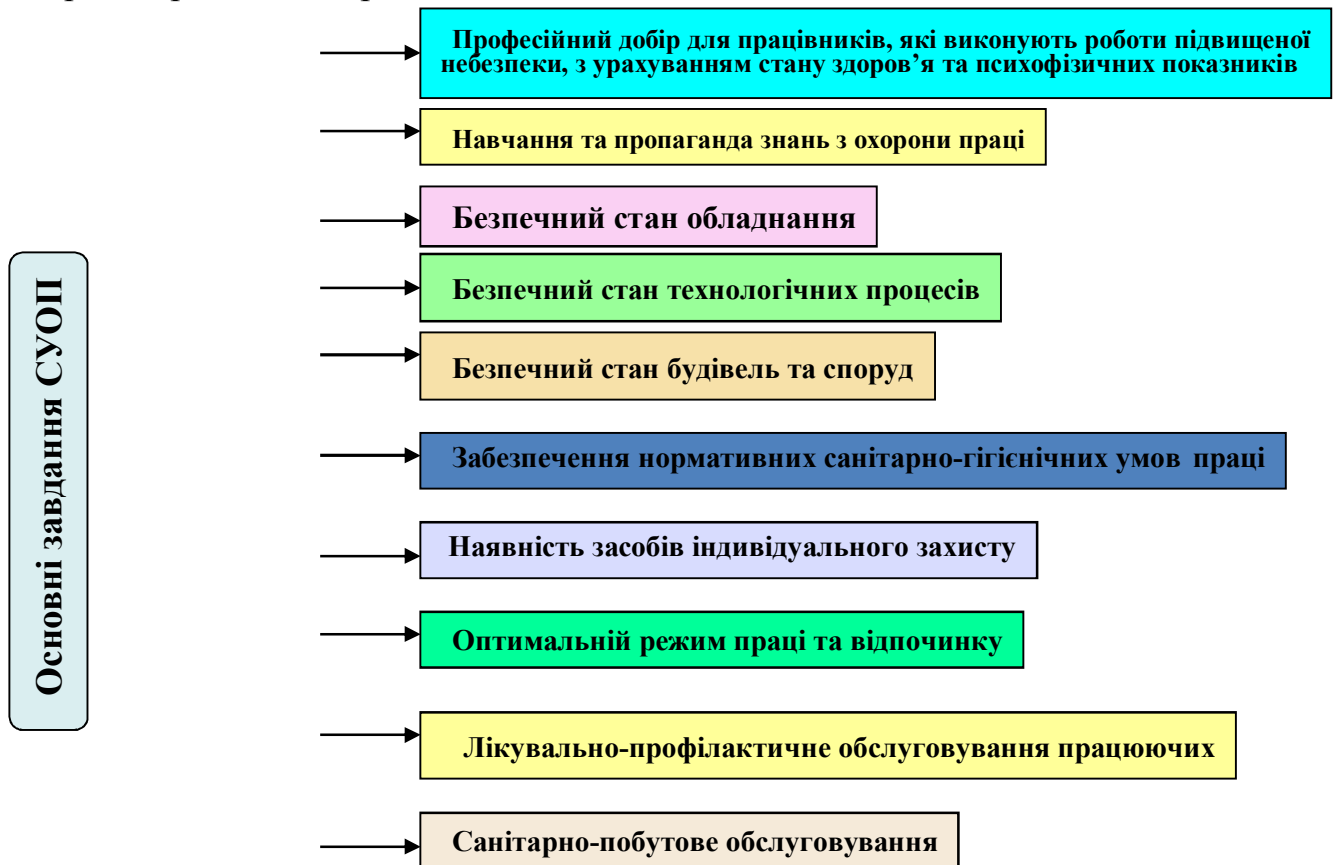 Професійний добір для працівників, які виконують роботи підвищеної
небезпеки, з урахуванням стану здоров’я та психофізичних показників
Навчання та пропаганда знань з охорони праці
Безпечний стан обладнання
Безпечний стан технологічних процесів
Безпечний стан будівель та споруд
Основні завдання СУОП
Забезпечення нормативних санітарно-гігієнічних умов праці
Наявність засобів індивідуального захисту
Оптимальній режим праці та відпочинку
Лікувально-профілактичне обслуговування працюючих
Санітарно-побутове обслуговування